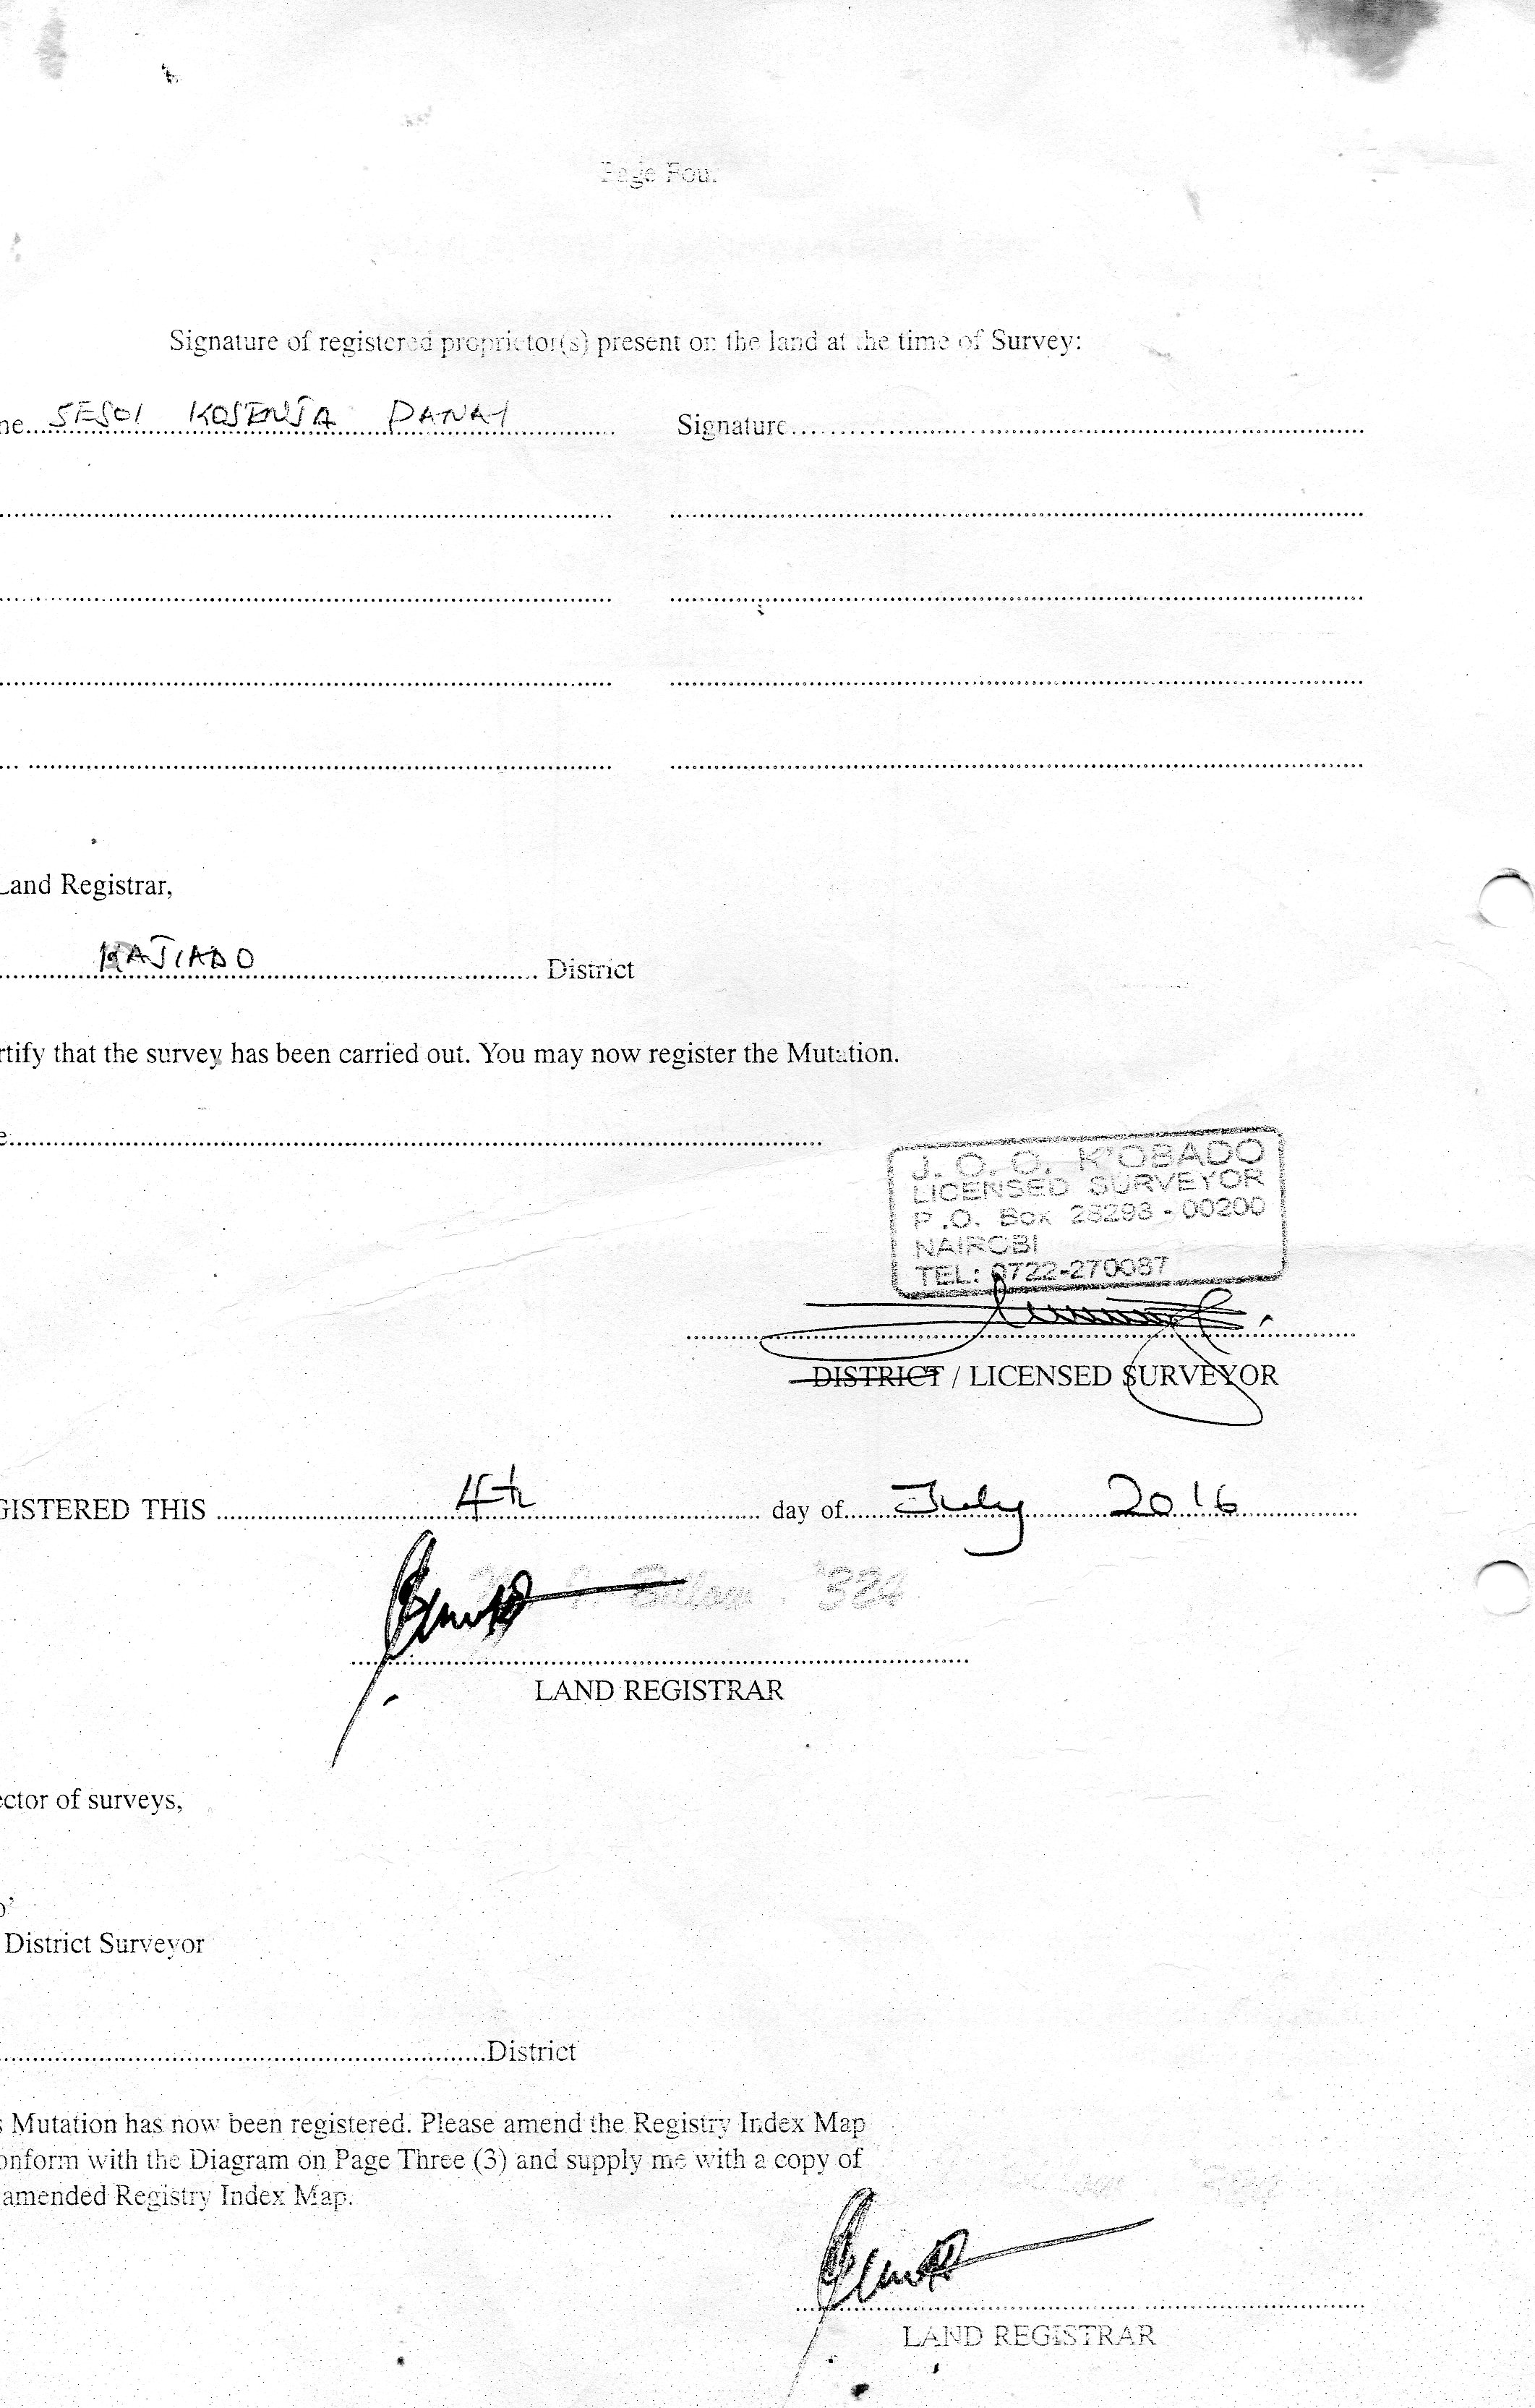 Page Four
Signature of registered proprietor(s) present on the land at the time of Survey:
ne SESOI KOSENJA PANAI Signature
Land Registrar,
KAJIADO District
rtify that the survey has been carried out. You may now register the Mutation.
e
J. O. O. K'OBADO
LICENSED SURVEYOR
P.O. Box 28293 - 00200
NAIROBI
TEL: 0722-270087
DISTRICT / LICENSED SURVEYOR
GISTERED THIS 4th day of July 2016
324
LAND REGISTRAR
ector of surveys,
District Surveyor
District
s Mutation has now been registered. Please amend the Registry Index Map
onform with the Diagram on Page Three (3) and supply me with a copy of
amended Registry Index Map.
LAND REGISTRAR